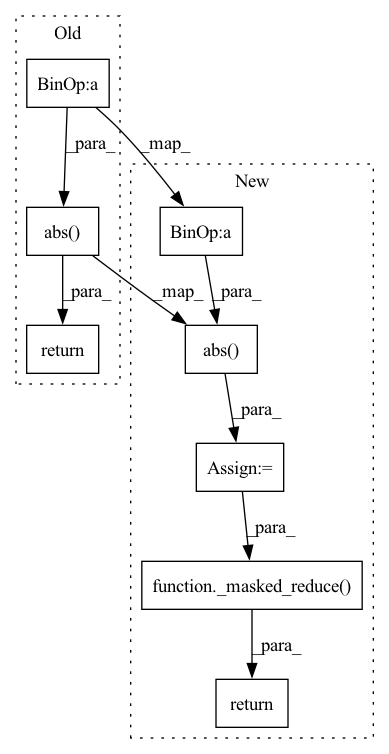 Old
BinOp:a
_para_
_map_
New
abs()
BinOp:a
_para_
_map_
_para_
return
abs()
_para_
Assign:=
_para_
function._masked_reduce()
_para_
return